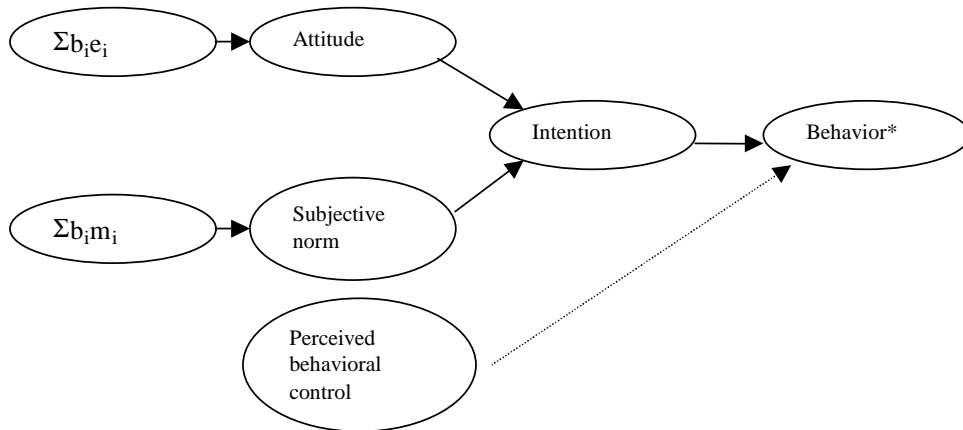 Σbᵢeᵢ
Attitude
Intention
Behavior*
Σbᵢmᵢ
Subjective
norm
Perceived
behavioral
control